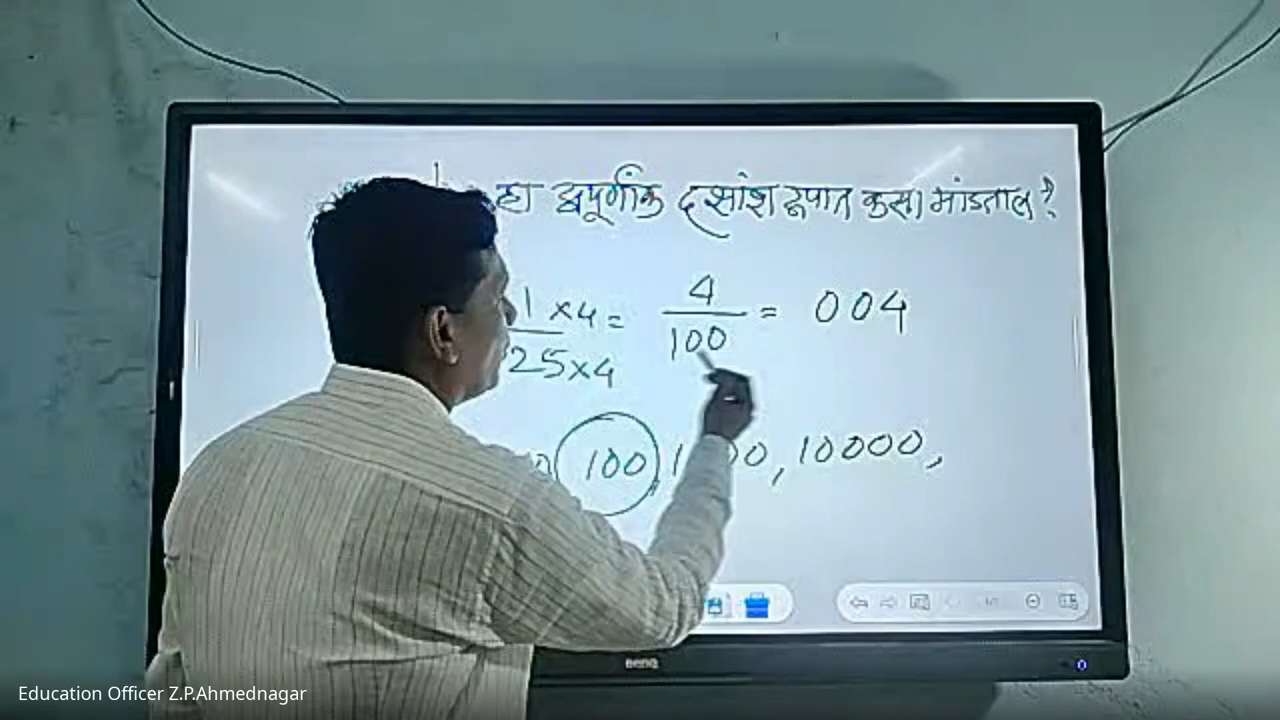 हा अपूर्णांक दशांश रूपात कसा मांडताल ?
1 x4 = 4 = 004
25x4 100
100, 10000,
BenQ
Education Officer Z.P.Ahmednagar